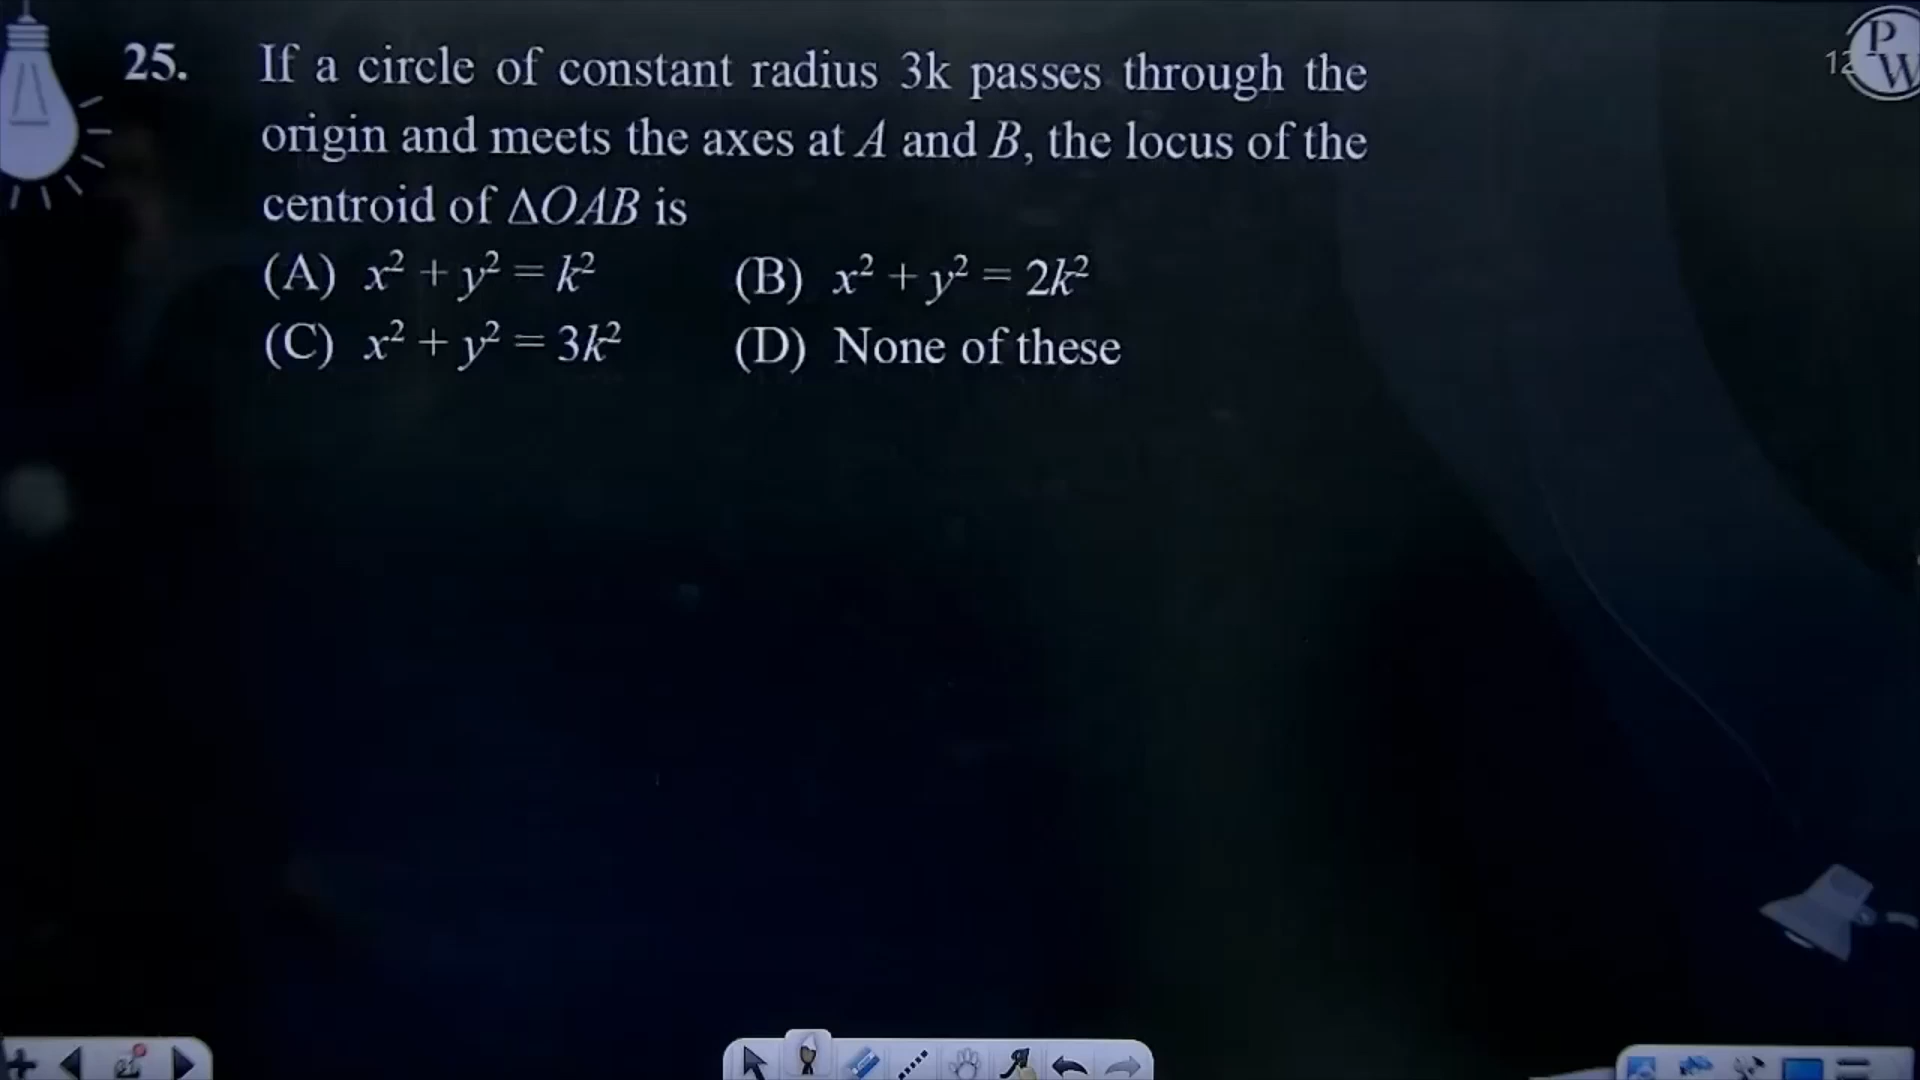 25. If a circle of constant radius 3k passes through the
origin and meets the axes at A and B, the locus of the
centroid of ΔOAB is
(A) x² + y² = k² (B) x² + y² = 2k²
(C) x² + y² = 3k² (D) None of these
PW